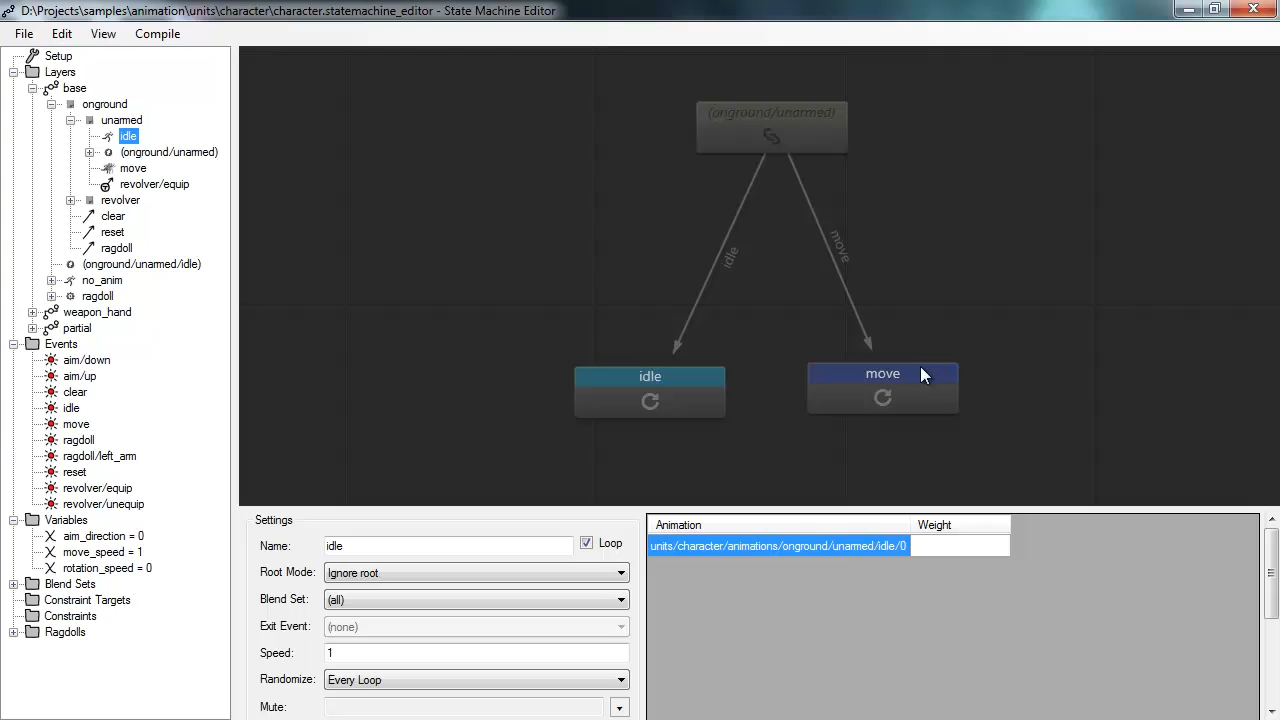 D:\Projects\samples\animation\units\character\character.statemachine_editor - State Machine Editor
File Edit View Compile
Setup
Layers
base
onground
unarmed
idle
(onground/unarmed)
move
revolver/equip
revolver
clear
reset
ragdoll
(onground/unarmed/idle)
no_anim
ragdoll
weapon_hand
partial
Events
aim/down
aim/up
clear
idle
move
ragdoll
ragdoll/left_arm
reset
revolver/equip
revolver/unequip
Variables
aim_direction = 0
move_speed = 1
rotation_speed = 0
Blend Sets
Constraint Targets
Constraints
Ragdolls
(onground/unarmed)
idle
move
idle
move
Settings
Name: idle Loop
Root Mode: Ignore root
Blend Set: (all)
Exit Event: (none)
Speed: 1
Randomize: Every Loop
Mute:
Animation Weight
units/character/animations/onground/unarmed/idle/0